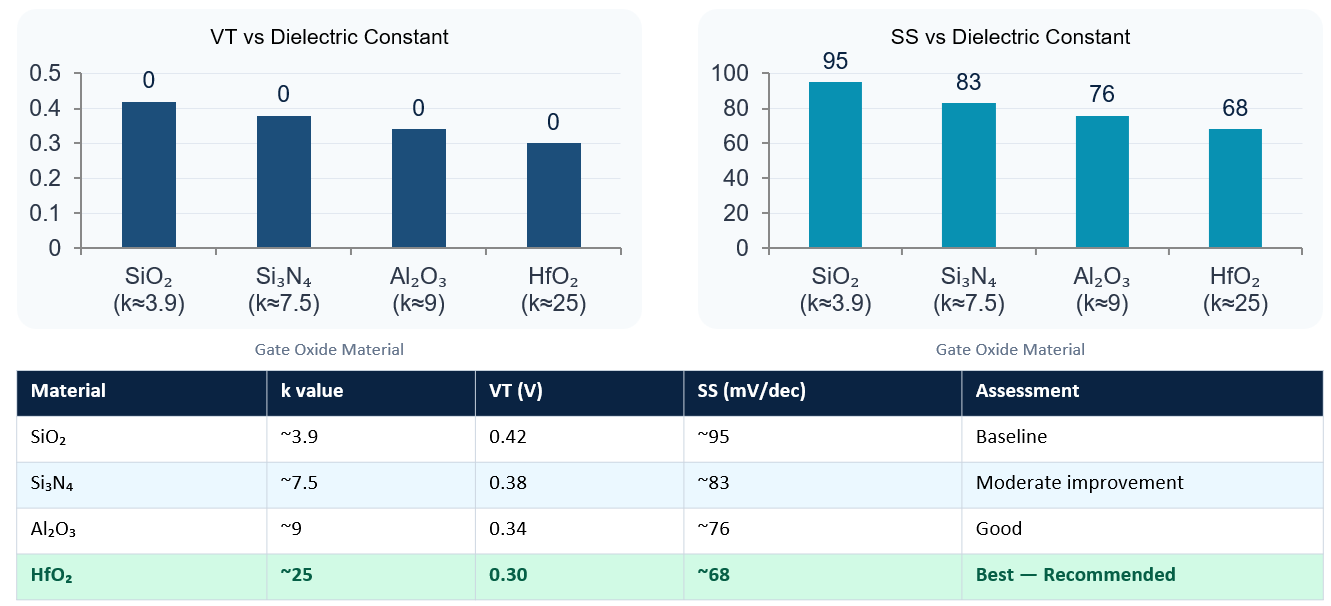 VT vs Dielectric Constant
0.5
0.4
0.3
0.2
0.1
0
0
0
0
0
SiO₂
(k≈3.9)
Si₃N₄
(k≈7.5)
Al₂O₃
(k≈9)
HfO₂
(k≈25)
Gate Oxide Material
SS vs Dielectric Constant
100
80
60
40
20
0
95
83
76
68
SiO₂
(k≈3.9)
Si₃N₄
(k≈7.5)
Al₂O₃
(k≈9)
HfO₂
(k≈25)
Gate Oxide Material
Material k value VT (V) SS (mV/dec) Assessment
SiO₂ ~3.9 0.42 ~95 Baseline
Si₃N₄ ~7.5 0.38 ~83 Moderate improvement
Al₂O₃ ~9 0.34 ~76 Good
HfO₂ ~25 0.30 ~68 Best — Recommended